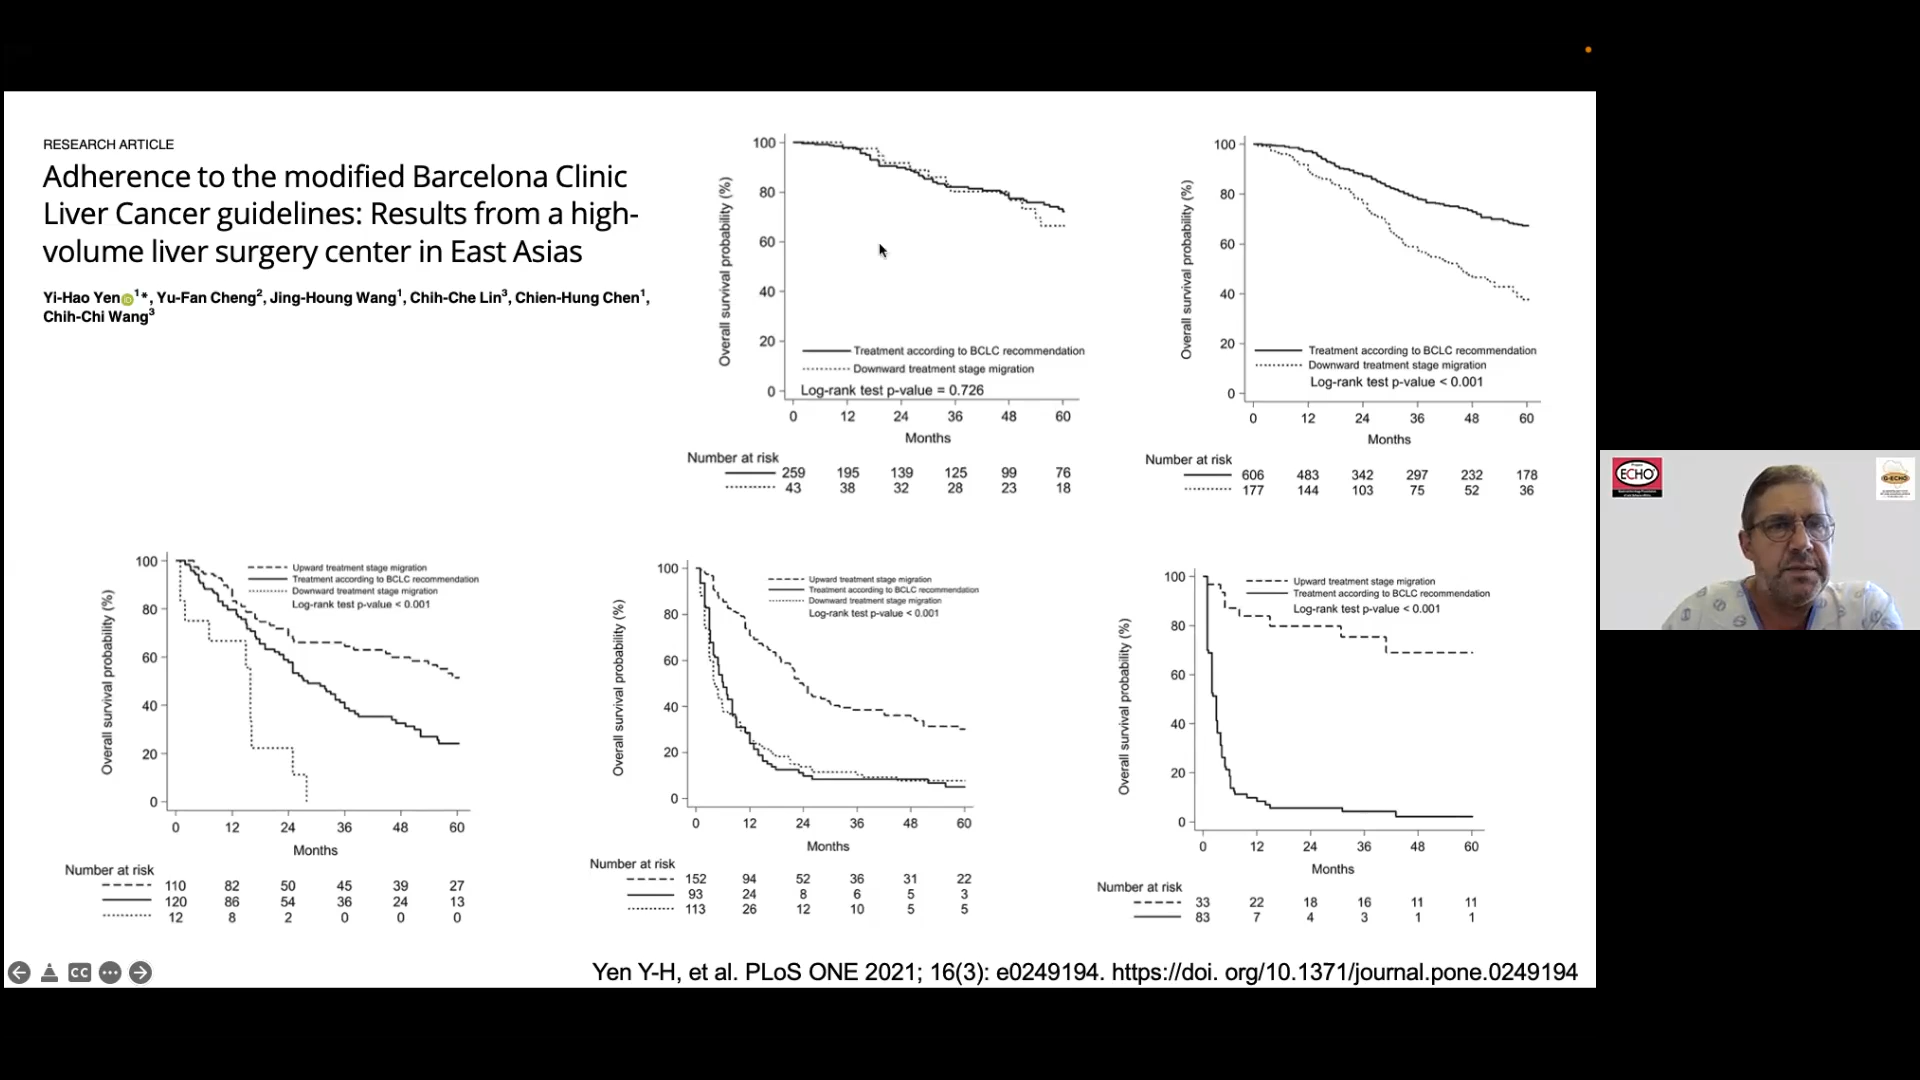 RESEARCH ARTICLE
Adherence to the modified Barcelona Clinic
Liver Cancer guidelines: Results from a high-
volume liver surgery center in East Asias
Yi-Hao Yen 1*, Yu-Fan Cheng2, Jing-Houng Wang1, Chih-Che Lin3, Chien-Hung Chen1,
Chih-Chi Wang3
100
80
60
40
20
0
Overall survival probability (%)
Treatment according to BCLC recommendation
Downward treatment stage migration
Log-rank test p-value = 0.726
0 12 24 36 48 60
Months
Number at risk
259 195 139 125 99 76
43 38 32 28 23 18
100
80
60
40
20
0
Overall survival probability (%)
Treatment according to BCLC recommendation
Downward treatment stage migration
Log-rank test p-value < 0.001
0 12 24 36 48 60
Months
Number at risk
606 483 342 297 232 178
177 144 103 75 52 36
ECHO
G-ECHO
100
80
60
40
20
0
Overall survival probability (%)
Upward treatment stage migration
Treatment according to BCLC recommendation
Downward treatment stage migration
Log-rank test p-value < 0.001
0 12 24 36 48 60
Months
Number at risk
110 82 50 45 39 27
120 86 54 36 24 13
12 8 2 0 0 0
100
80
60
40
20
0
Overall survival probability (%)
Upward treatment stage migration
Treatment according to BCLC recommendation
Downward treatment stage migration
Log-rank test p-value < 0.001
0 12 24 36 48 60
Months
Number at risk
152 94 52 36 31 22
93 24 8 6 5 3
113 26 12 10 5 5
100
80
60
40
20
0
Overall survival probability (%)
Upward treatment stage migration
Treatment according to BCLC recommendation
Log-rank test p-value < 0.001
0 12 24 36 48 60
Months
Number at risk
33 22 18 16 11 11
83 7 4 3 1 1
CC
Yen Y-H, et al. PLoS ONE 2021; 16(3): e0249194. https://doi. org/10.1371/journal.pone.0249194